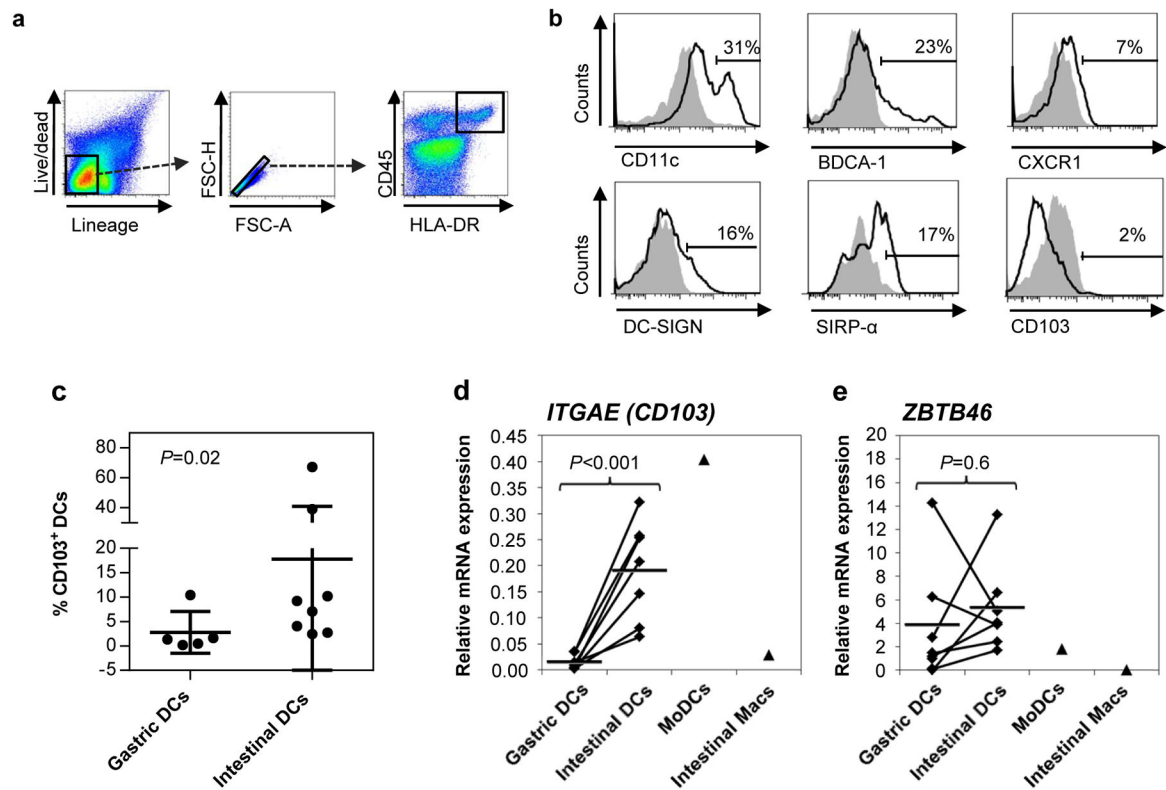 a
Live/dead
Lineage
FSC-H
FSC-A
CD45
HLA-DR
b
Counts
31%
CD11c
23%
BDCA-1
7%
CXCR1
Counts
16%
DC-SIGN
17%
SIRP-α
2%
CD103
c
% CD103+ DCs
80
60
40
20
15
10
5
0
-5
P=0.02
Gastric DCs
Intestinal DCs
d
ITGAE (CD103)
Relative mRNA expression
0.45
0.40
0.35
0.30
0.25
0.20
0.15
0.10
0.05
0.00
P<0.001
Gastric DCs
Intestinal DCs
MoDCs
Intestinal Macs
e
ZBTB46
Relative mRNA expression
20
18
16
14
12
10
8
6
4
2
0
P=0.6
Gastric DCs
Intestinal DCs
MoDCs
Intestinal Macs